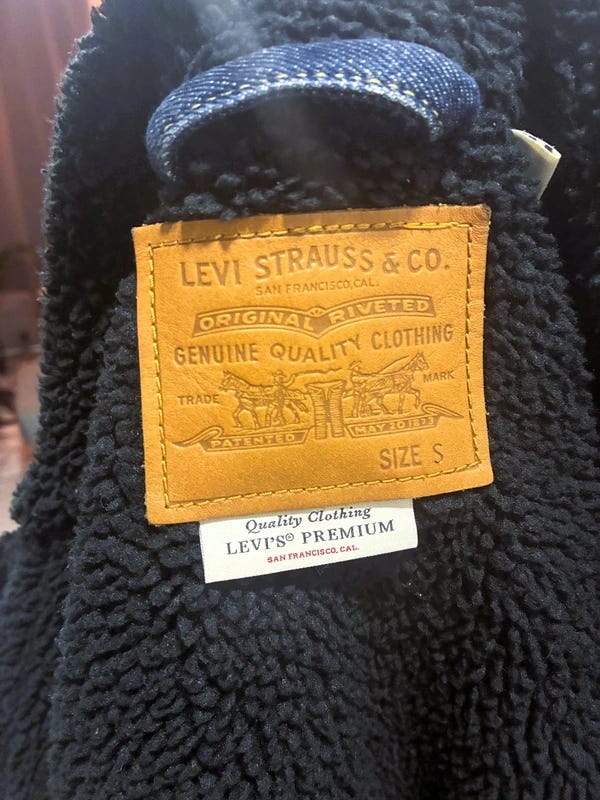 LEVI STRAUSS & CO.
SAN FRANCISCO, CAL.
ORIGINAL RIVETED
GENUINE QUALITY CLOTHING
TRADE MARK
PATENTED MAY 20 1873
SIZE S
Quality Clothing
LEVI'S® PREMIUM
SAN FRANCISCO, CAL.